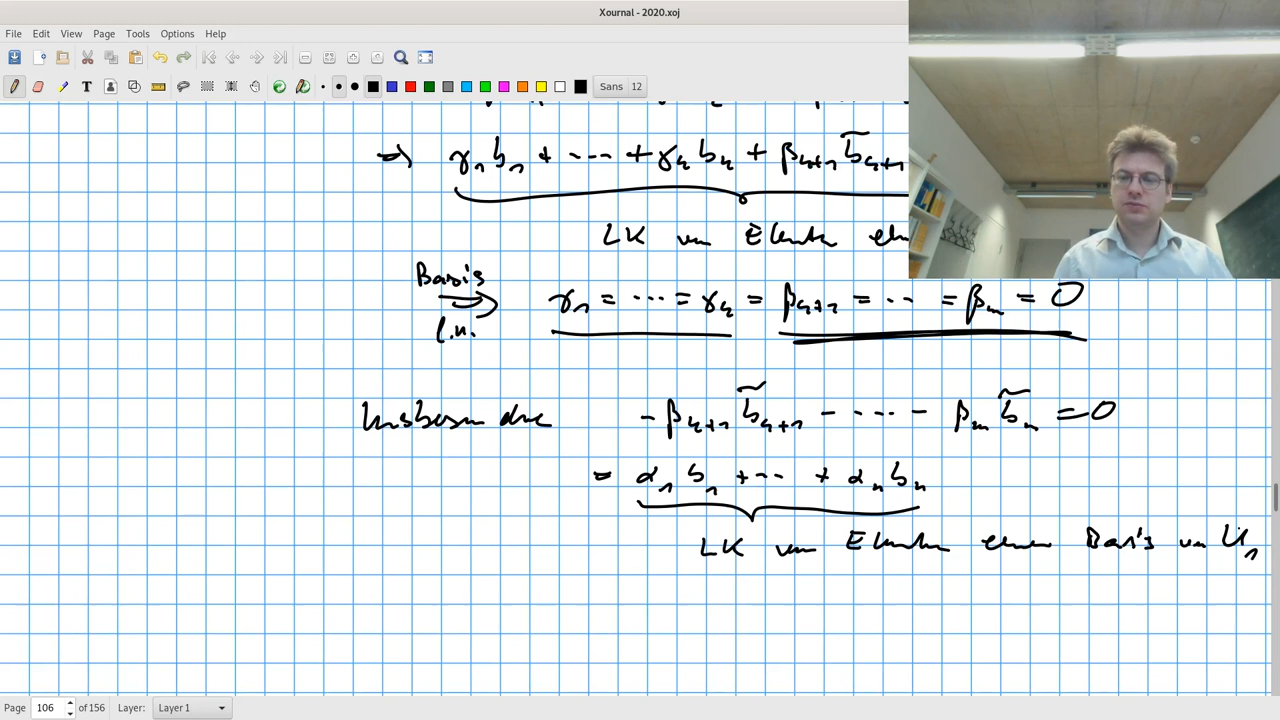 Xournal - 2020.xoj
File Edit View Page Tools Options Help
Sans 12
⇒ γ₁b₁ + ⋯ + γₖbₖ + βₖ₊₁b̃ₖ₊₁
LK von Elementen
Basis
l.u.
γ₁ = ⋯ = γₖ = βₖ₊₁ = ⋯ = βₘ = 0
Insbesondere - βₖ₊₁b̃ₖ₊₁ - ⋯ - βₘb̃ₘ = 0
= α₁b₁ + ⋯ + αₙbₙ
LK von Elementen einer Basis von U₁
Page 106 of 156 Layer: Layer 1